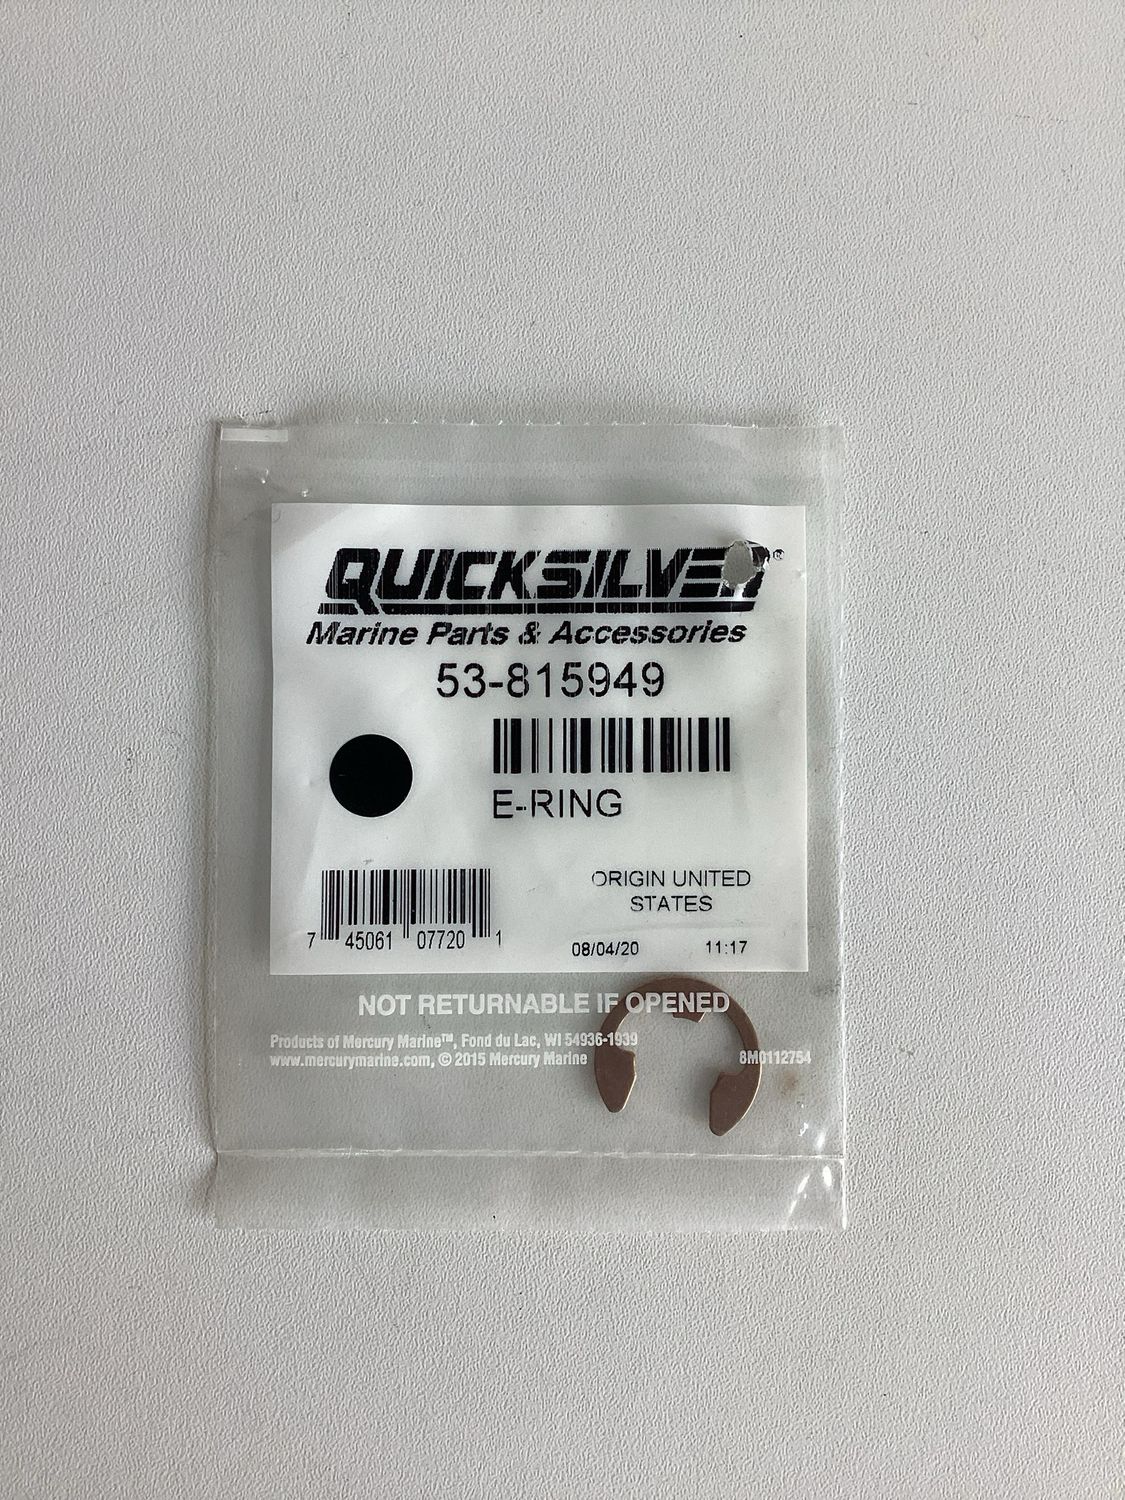 QUICKSILVER®
Marine Parts & Accessories
53-815949
E-RING
7 45061 07720 1
ORIGIN UNITED
STATES
08/04/20 11:17
NOT RETURNABLE IF OPENED
Products of Mercury Marine™, Fond du Lac, WI 54936-1939
www.mercurymarine.com, © 2015 Mercury Marine 8M0112754